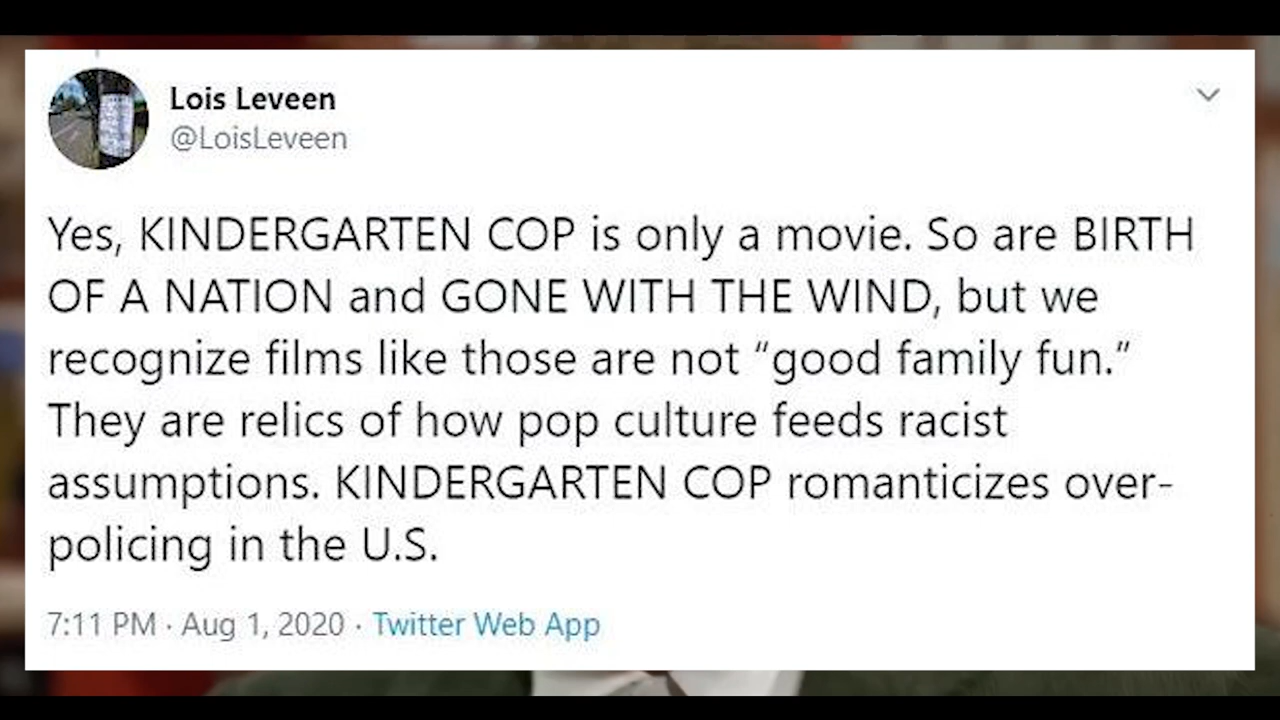 Lois Leveen
@LoisLeveen
Yes, KINDERGARTEN COP is only a movie. So are BIRTH
OF A NATION and GONE WITH THE WIND, but we
recognize films like those are not “good family fun.”
They are relics of how pop culture feeds racist
assumptions. KINDERGARTEN COP romanticizes over-
policing in the U.S.
7:11 PM · Aug 1, 2020 · Twitter Web App